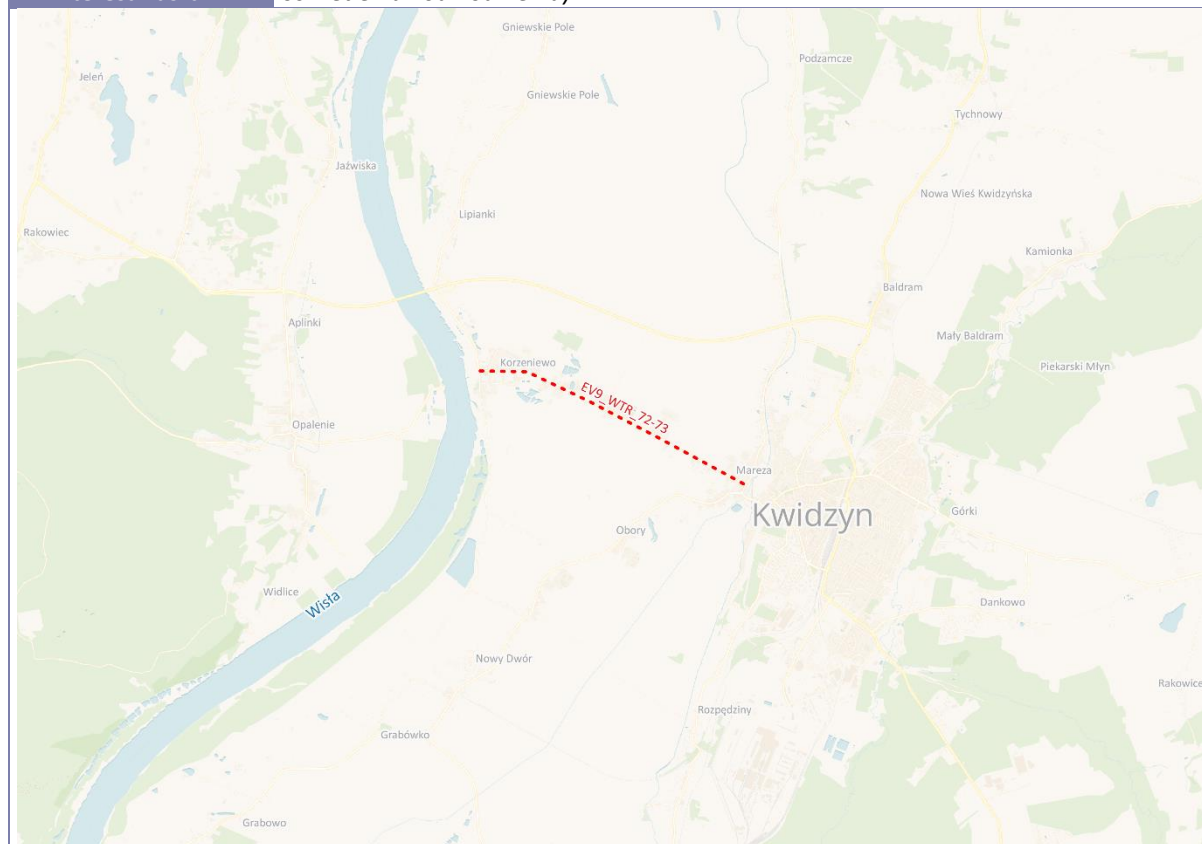 Gniewskie Pole
Podzamcze
Jeleń
Gniewskie Pole
Tychnowy
Jaźwiska
Nowa Wieś Kwidzyńska
Lipianki
Rakowiec
Kamionka
Baldram
Aplinki
Mały Baldram
Korzeniewo
Piekarski Młyn
EV9_WTR_72-73
Opalenie
Mareza
Kwidzyn
Górki
Obory
Widlice
Wisła
Dankowo
Nowy Dwór
Rakowice
Rozpędziny
Grabówko
Grabowo